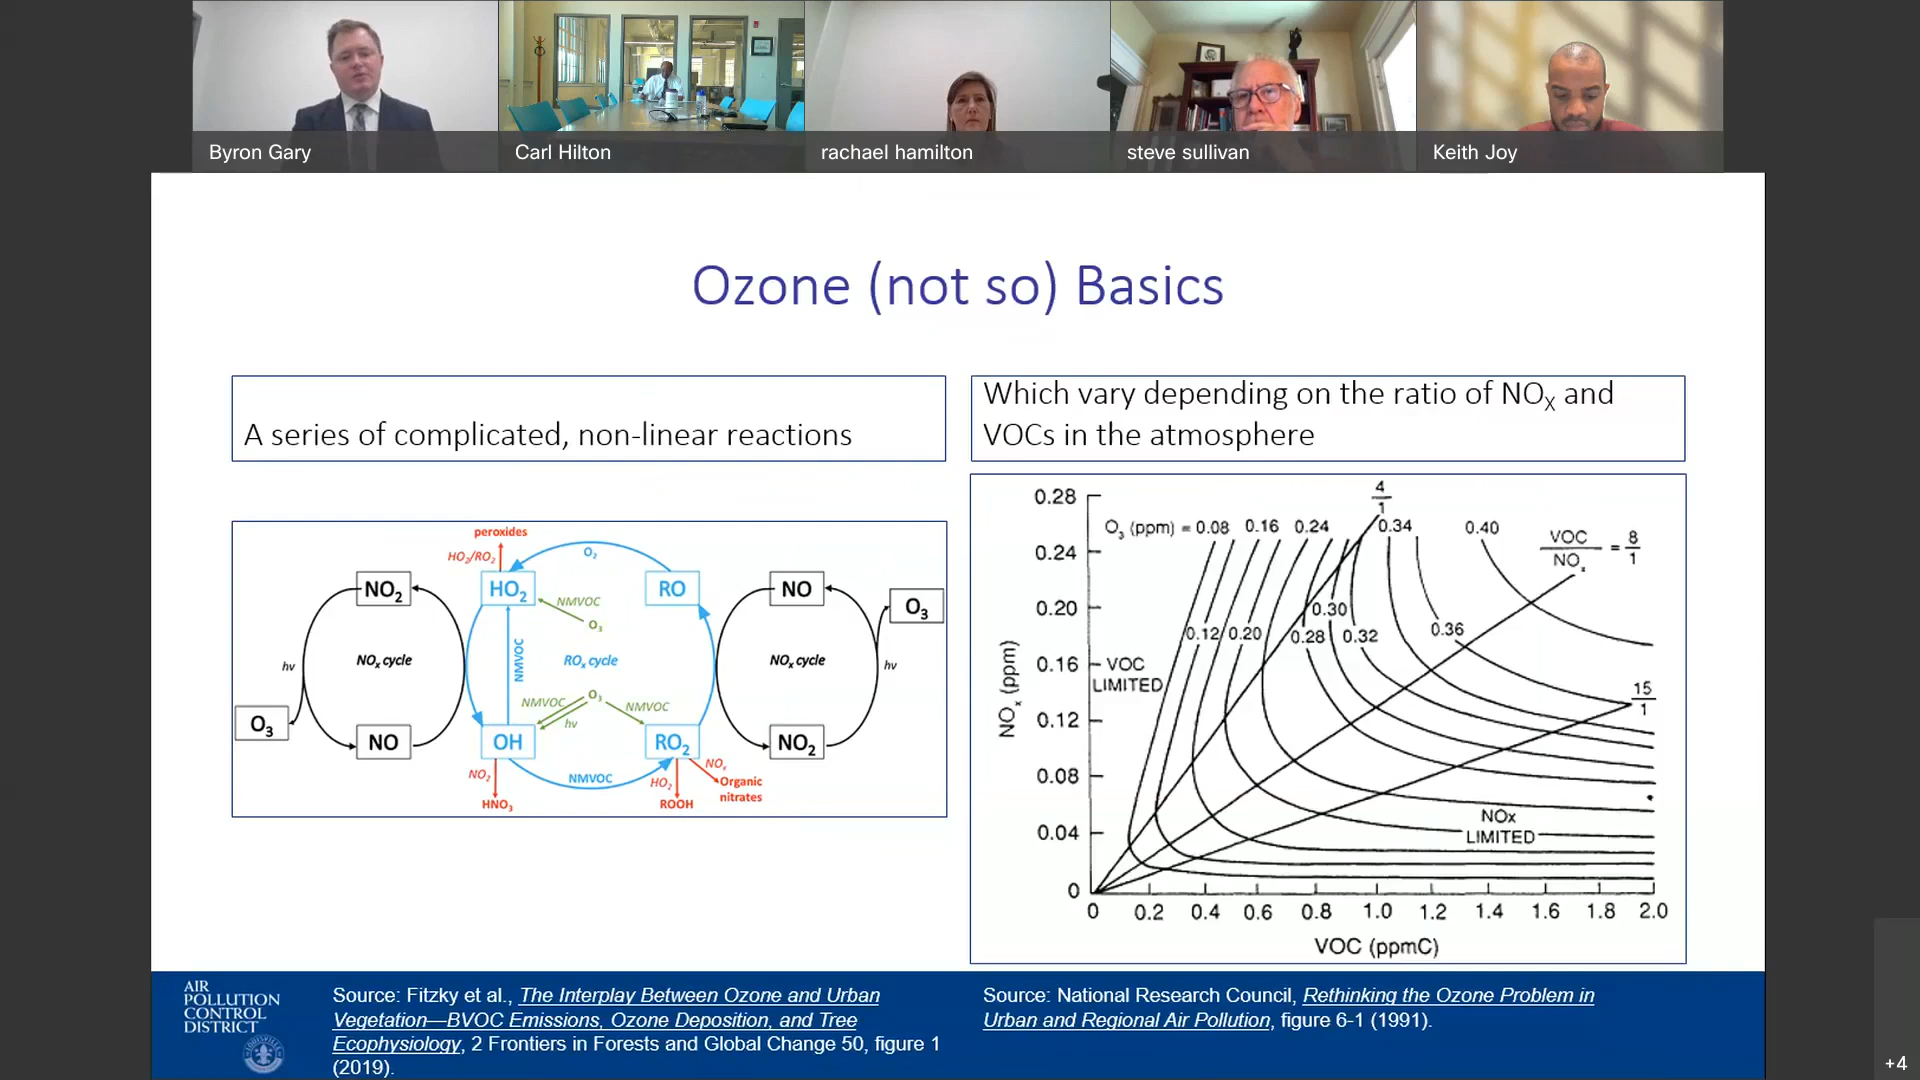 Byron Gary
Carl Hilton
rachael hamilton
steve sullivan
Keith Joy
Ozone (not so) Basics
A series of complicated, non-linear reactions
Which vary depending on the ratio of NOX and
VOCs in the atmosphere
peroxides
HO2/RO2
O2
NO2
HO2
RO
NO
O3
NMVOC
O3
hv
NOx cycle
NMVOC
ROx cycle
NOx cycle
hv
NMVOC
O3
NMVOC
hv
O3
NO
OH
RO2
NO2
NO2
NMVOC
HO2
NOx
Organic
nitrates
HNO3
ROOH
4
1
0.28
O3 (ppm) = 0.08 0.16 0.24 0.34 0.40
VOC
NOx
= 8
1
0.24
0.20
0.30
0.12 0.20 0.28 0.32 0.36
0.16
VOC
LIMITED
15
1
NOx (ppm)
0.12
0.08
NOx
LIMITED
0.04
0
0 0.2 0.4 0.6 0.8 1.0 1.2 1.4 1.6 1.8 2.0
VOC (ppmC)
AIR
POLLUTION
CONTROL
DISTRICT
LOUISVILLE
Source: Fitzky et al., The Interplay Between Ozone and Urban
Vegetation—BVOC Emissions, Ozone Deposition, and Tree
Ecophysiology, 2 Frontiers in Forests and Global Change 50, figure 1
(2019).
Source: National Research Council, Rethinking the Ozone Problem in
Urban and Regional Air Pollution, figure 6-1 (1991).
+4